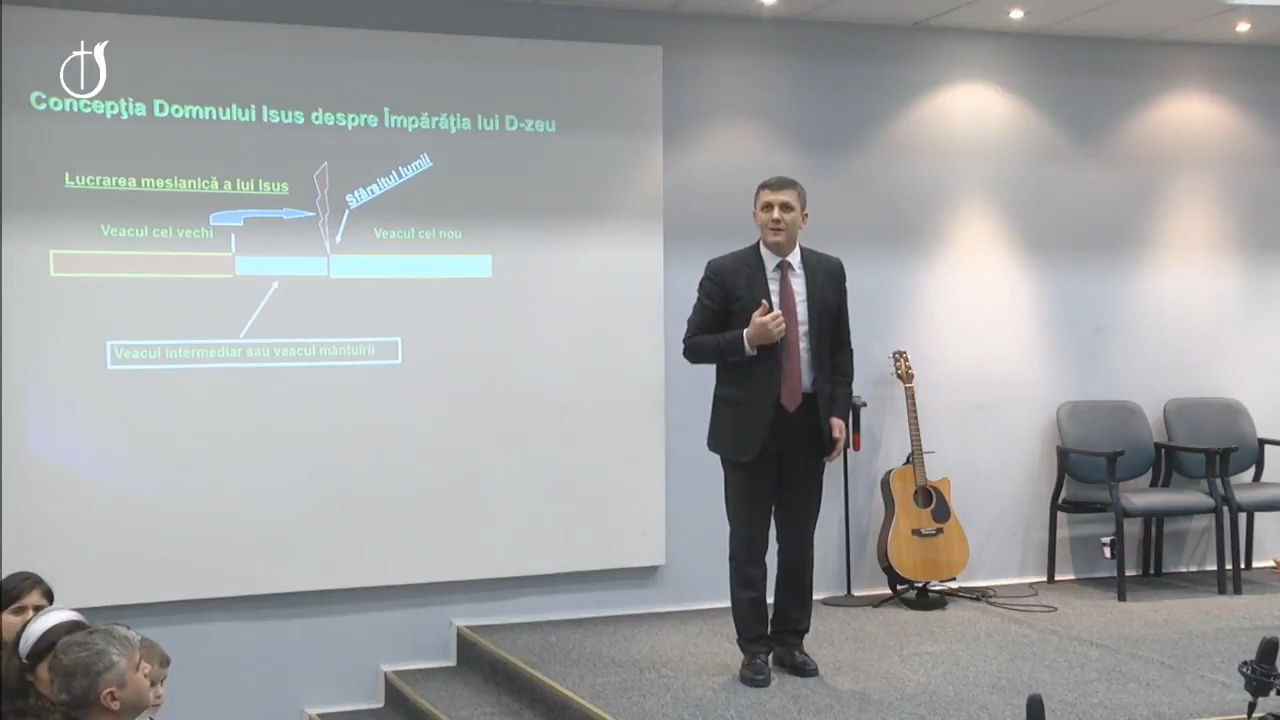 Concepţia Domnului Isus despre Împărăţia lui D-zeu
Lucrarea mesianică a lui Isus
Sfârsitul lumii
Veacul cel vechi
Veacul cel nou
Veacul intermediar sau veacul mântuirii